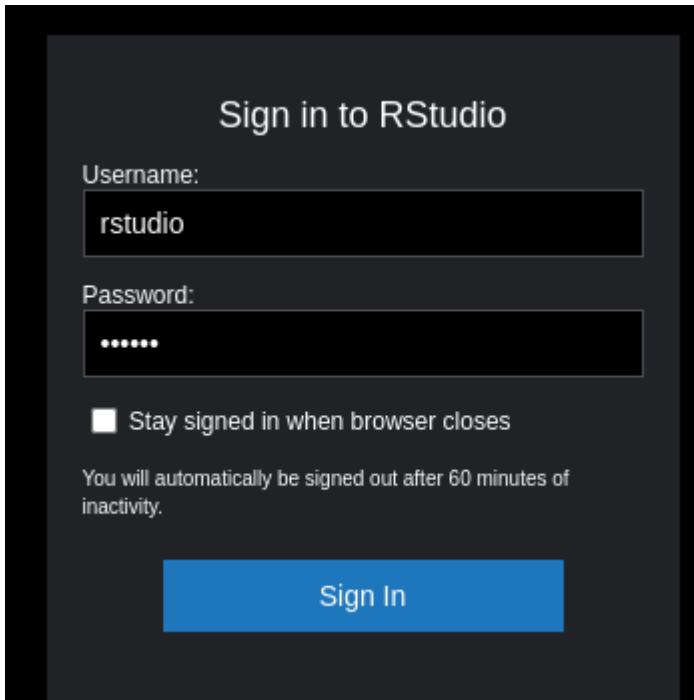 Sign in to RStudio
Username:
rstudio
Password:
••••••
Stay signed in when browser closes
You will automatically be signed out after 60 minutes of
inactivity.
Sign In